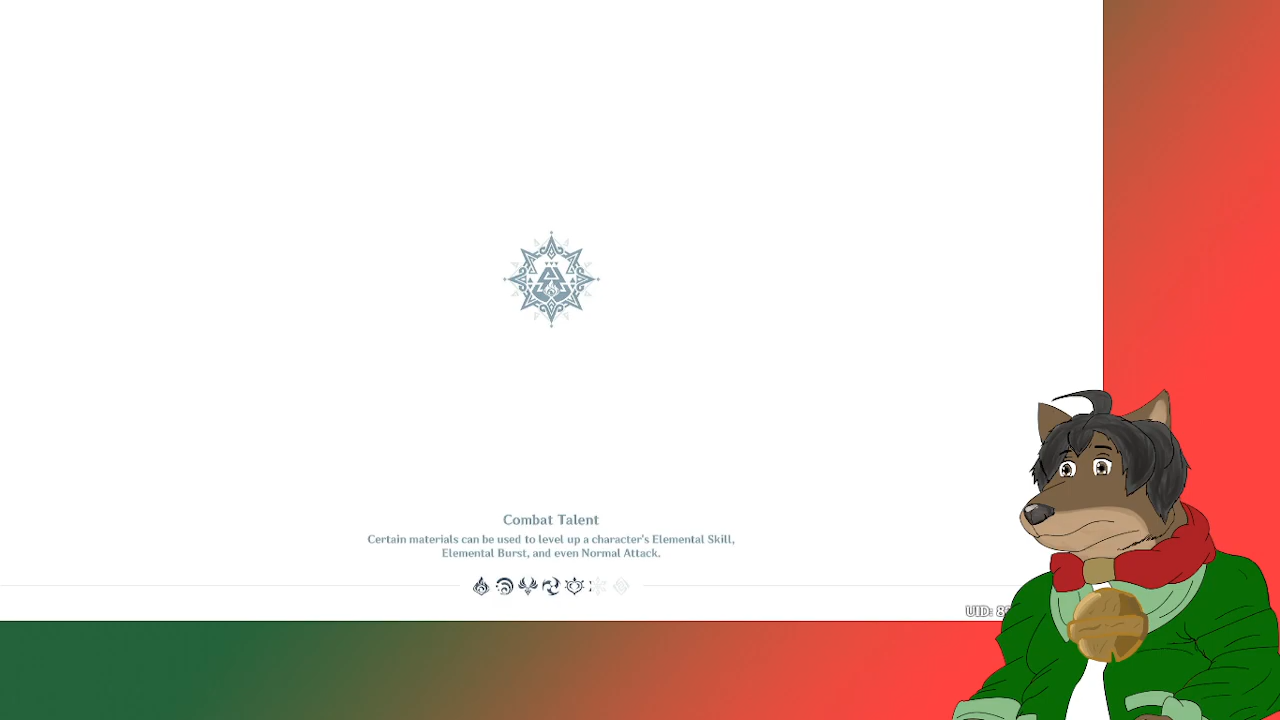 Combat Talent
Certain materials can be used to level up a character's Elemental Skill,
Elemental Burst, and even Normal Attack.
UID: